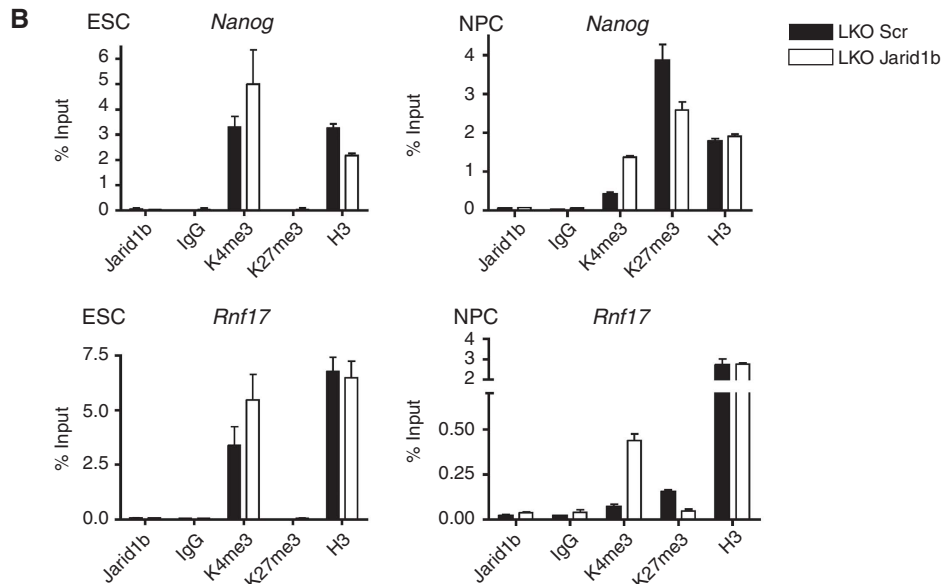 B
ESC Nanog
% Input
6
5
4
3
2
1
0
Jarid1b IgG K4me3 K27me3 H3
NPC Nanog
% Input
4
3
2
1
0
Jarid1b IgG K4me3 K27me3 H3
LKO Scr
LKO Jarid1b
ESC Rnf17
% Input
7.5
5.0
2.5
0.0
Jarid1b IgG K4me3 K27me3 H3
NPC Rnf17
% Input
4
3
2
0.50
0.25
0.00
Jarid1b IgG K4me3 K27me3 H3